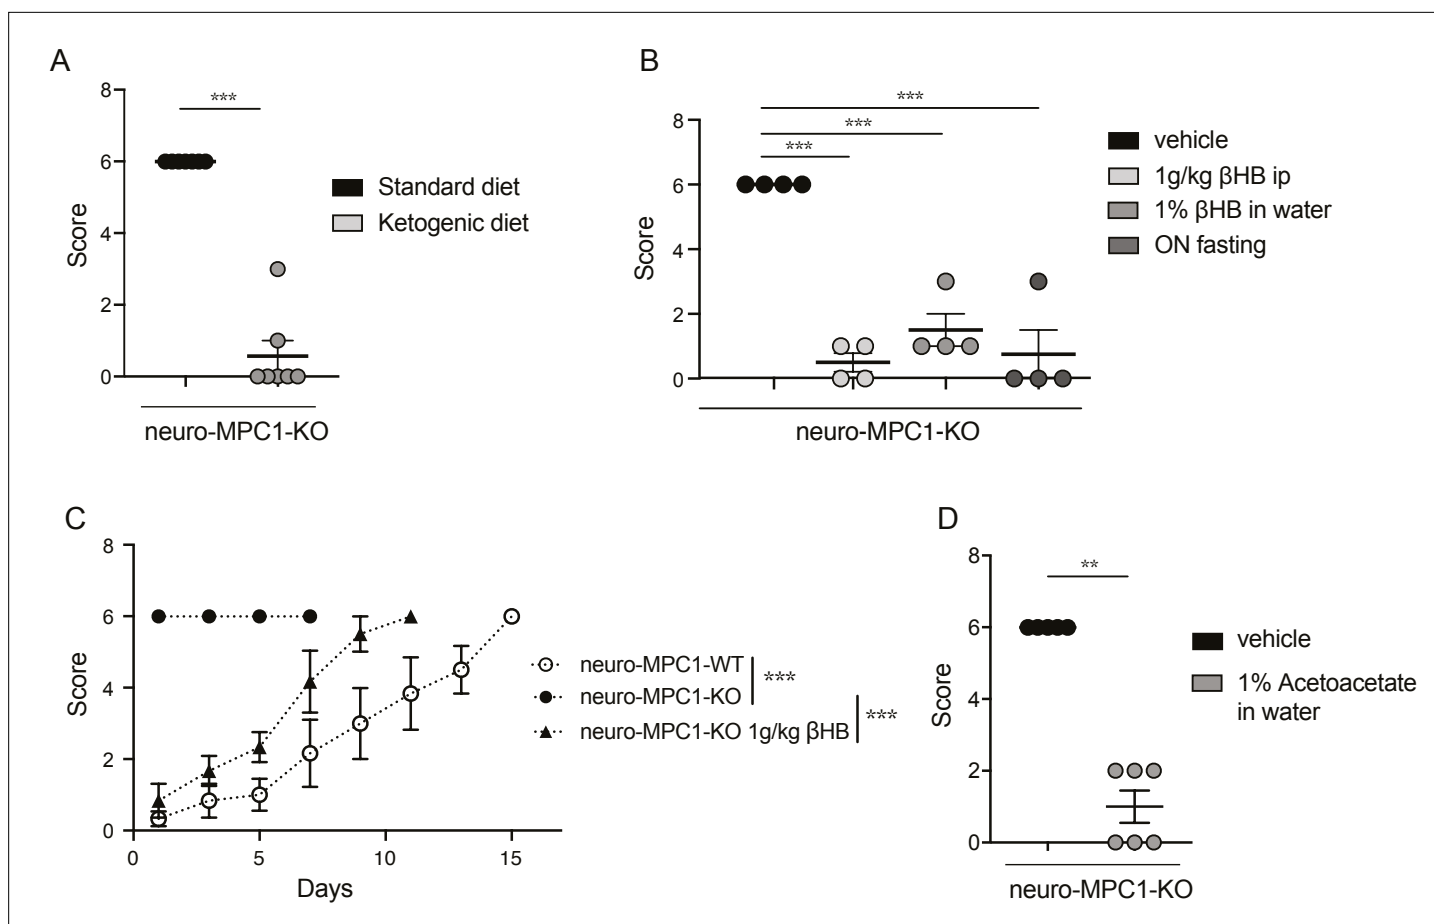 A
8
6
4
2
0
Score
***
Standard diet
Ketogenic diet
neuro-MPC1-KO
B
8
6
4
2
0
Score
***
***
***
vehicle
1g/kg βHB ip
1% βHB in water
ON fasting
neuro-MPC1-KO
C
8
6
4
2
0
Score
0 5 10 15
Days
neuro-MPC1-WT
neuro-MPC1-KO
neuro-MPC1-KO 1g/kg βHB
***
***
D
8
6
4
2
0
Score
**
vehicle
1% Acetoacetate
in water
neuro-MPC1-KO